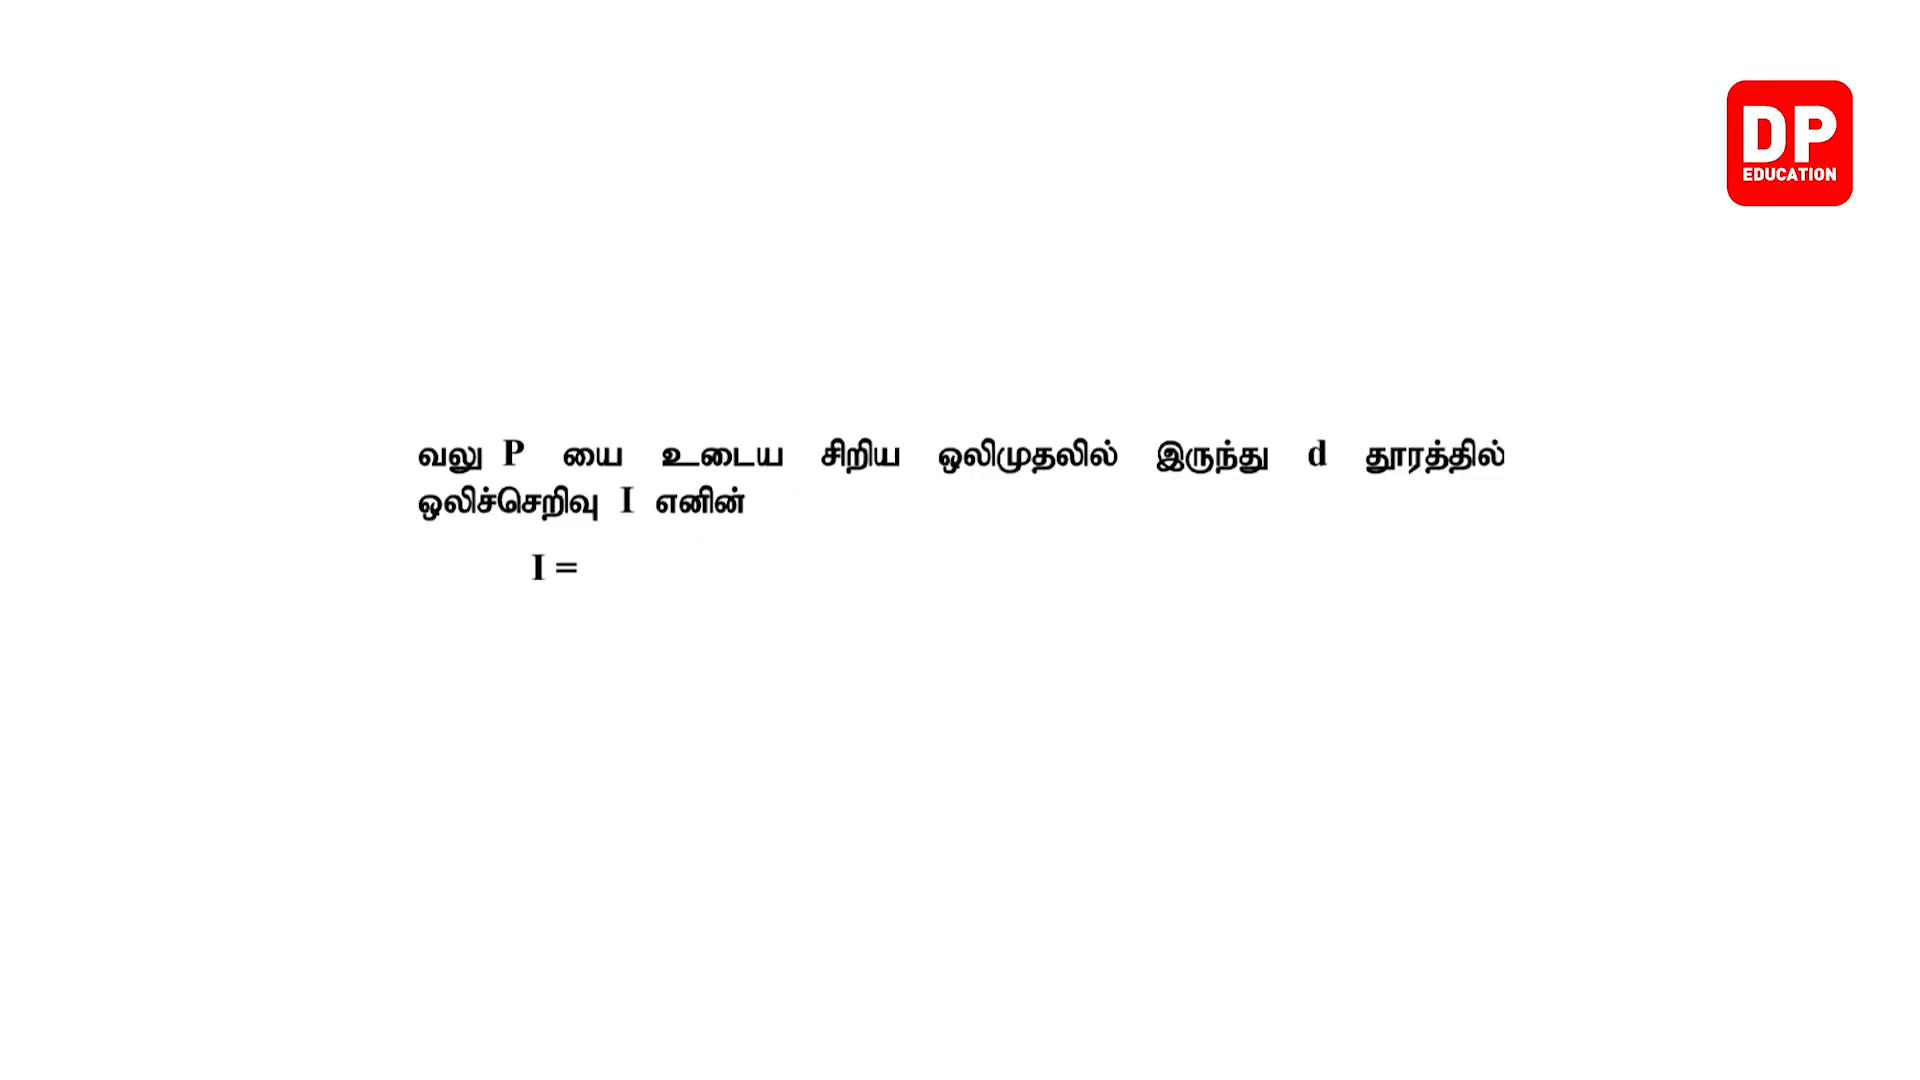 DP
EDUCATION
வலு P யை உடைய சிறிய ஒலிமுதலில் இருந்து d தூரத்தில்
ஒலிச்செறிவு I எனின்
I =